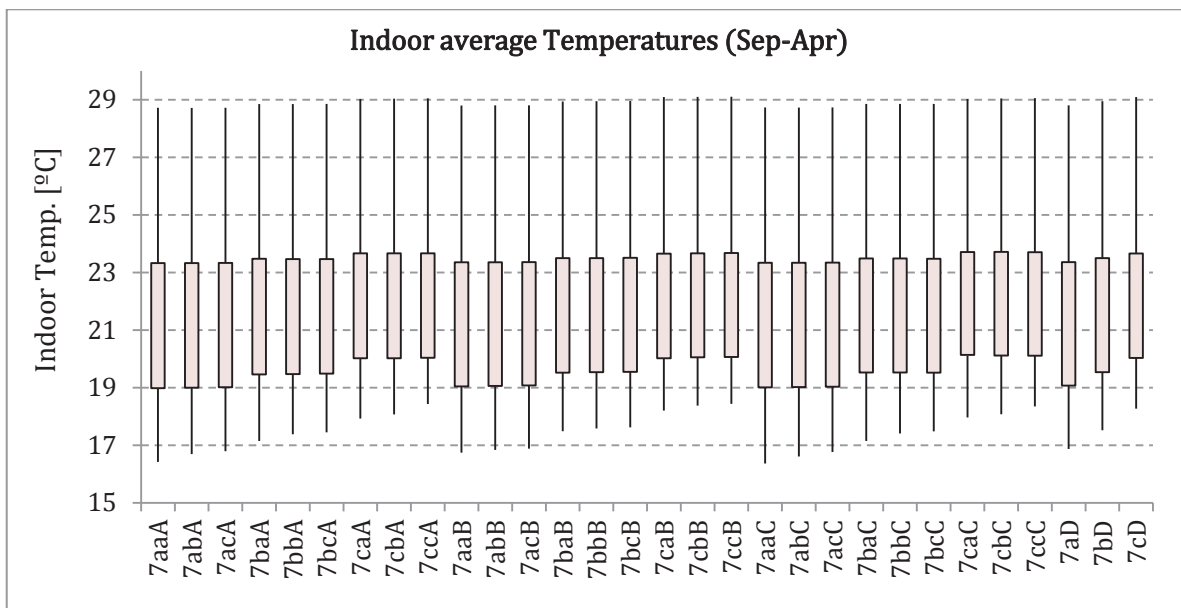 Indoor average Temperatures (Sep-Apr)
Indoor Temp. [ºC]
29
27
25
23
21
19
17
15
7aaA
7abA
7acA
7baA
7bbA
7bcA
7caA
7cbA
7ccA
7aaB
7abB
7acB
7baB
7bbB
7bcB
7caB
7cbB
7ccB
7aaC
7abC
7acC
7baC
7bbC
7bcC
7caC
7cbC
7ccC
7aD
7bD
7cD